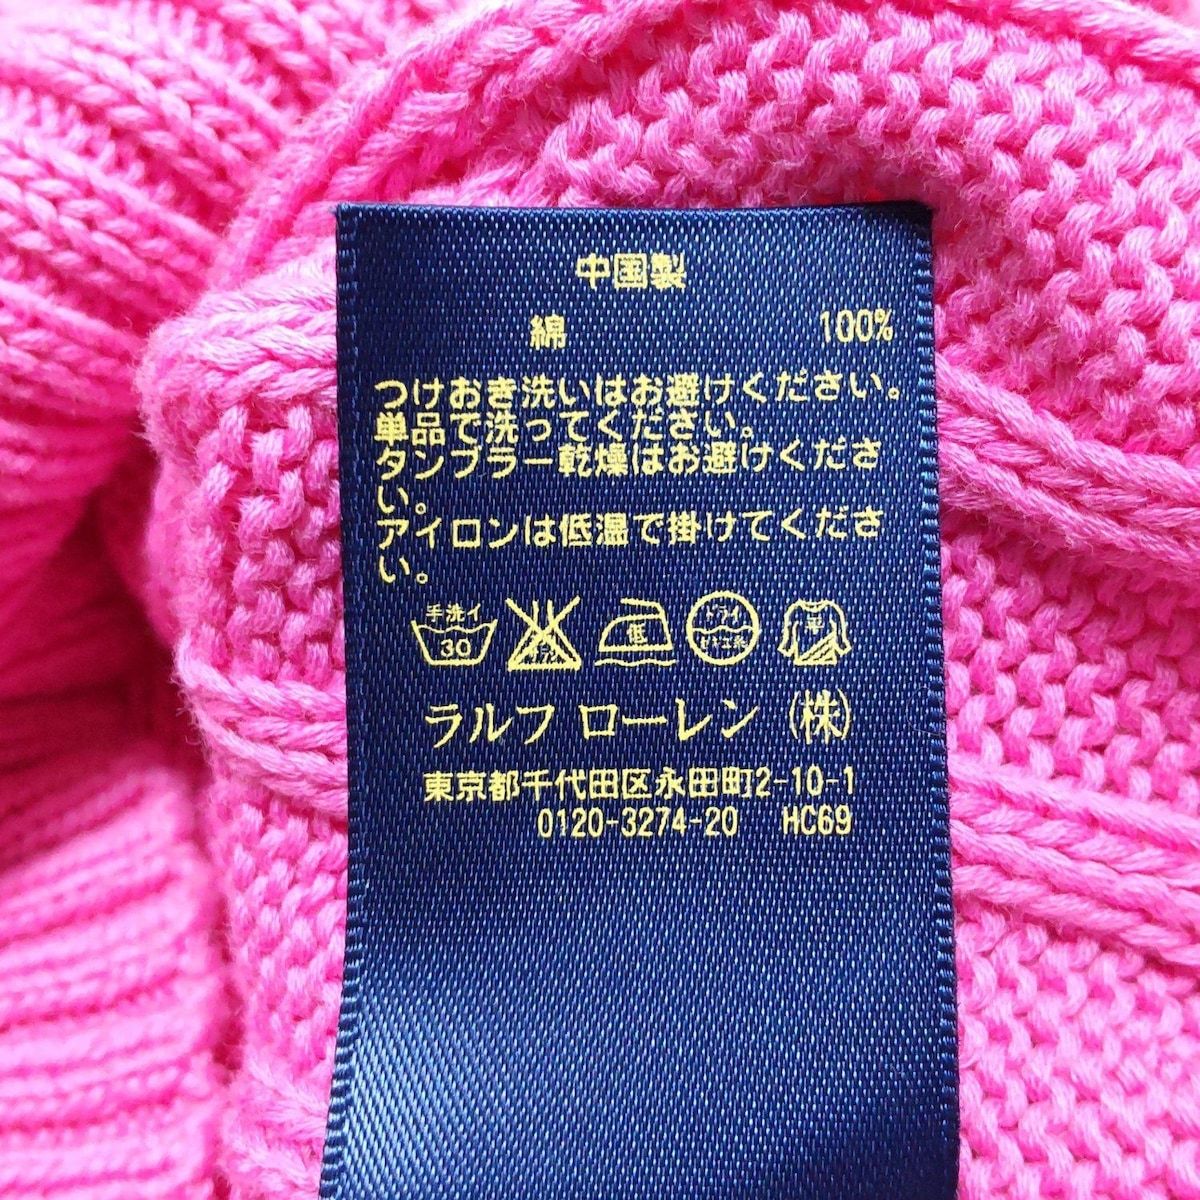 中国製
綿 100%
つけおき洗いはお避けください。
単品で洗ってください。
タンブラー乾燥はお避けくださ
い。
アイロンは低温で掛けてくださ
い。
手洗イ 30 低 ドライ
ラルフ ローレン (株)
東京都千代田区永田町2-10-1
0120-3274-20 HC69